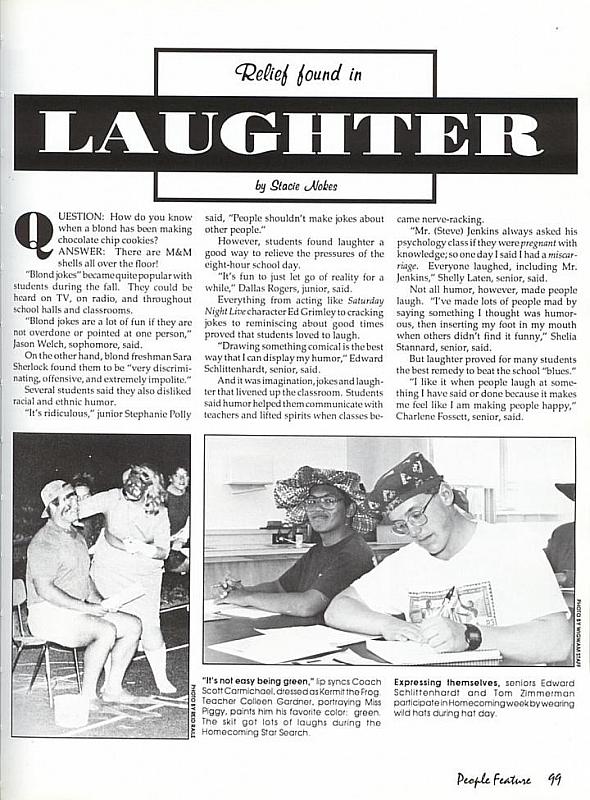 Relief found in
LAUGHTER
by Stacie Nokes
QUESTION: How do you know
when a blond has been making
chocolate chip cookies?
ANSWER: There are M&M
shells all over the floor!
"Blond jokes" became quite popular with
students during the fall. They could be
heard on TV, on radio, and throughout
school halls and classrooms.
"Blond jokes are a lot of fun if they are
not overdone or pointed at one person,"
Jason Welch, sophomore, said.
On the other hand, blond freshman Sara
Sherlock found them to be "very discrimi-
nating, offensive, and extremely impolite."
Several students said they also disliked
racial and ethnic humor.
"It's ridiculous," junior Stephanie Polly
said, "People shouldn't make jokes about
other people."
However, students found laughter a
good way to relieve the pressures of the
eight-hour school day.
"It's fun to just let go of reality for a
while," Dallas Rogers, junior, said.
Everything from acting like Saturday
Night Live character Ed Grimley to cracking
jokes to reminiscing about good times
proved that students loved to laugh.
"Drawing something comical is the best
way that I can display my humor," Edward
Schlittenhardt, senior, said.
And it was imagination, jokes and laugh-
ter that livened up the classroom. Students
said humor helped them communicate with
teachers and lifted spirits when classes be-
came nerve-racking.
"Mr. (Steve) Jenkins always asked his
psychology class if they were pregnant with
knowledge; so one day I said I had a miscar-
riage. Everyone laughed, including Mr.
Jenkins," Shelly Laten, senior, said.
Not all humor, however, made people
laugh. "I've made lots of people mad by
saying something I thought was humor-
ous, then inserting my foot in my mouth
when others didn't find it funny," Shelia
Stannard, senior, said.
But laughter proved for many students
the best remedy to beat the school "blues."
"I like it when people laugh at some-
thing I have said or done because it makes
me feel like I am making people happy,"
Charlene Fossett, senior, said.
PHOTO BY REID RALLS
PHOTO BY WIGWAM STAFF
"It's not easy being green," lip syncs Coach
Scott Carmichael, dressed as Kermit the Frog.
Teacher Colleen Gardner, portraying Miss
Piggy, paints him his favorite color: green.
The skit got lots of laughs during the
Homecoming Star Search.
Expressing themselves, seniors Edward
Schlittenhardt and Tom Zimmerman
participate in Homecoming week by wearing
wild hats during hat day.
People Feature 99